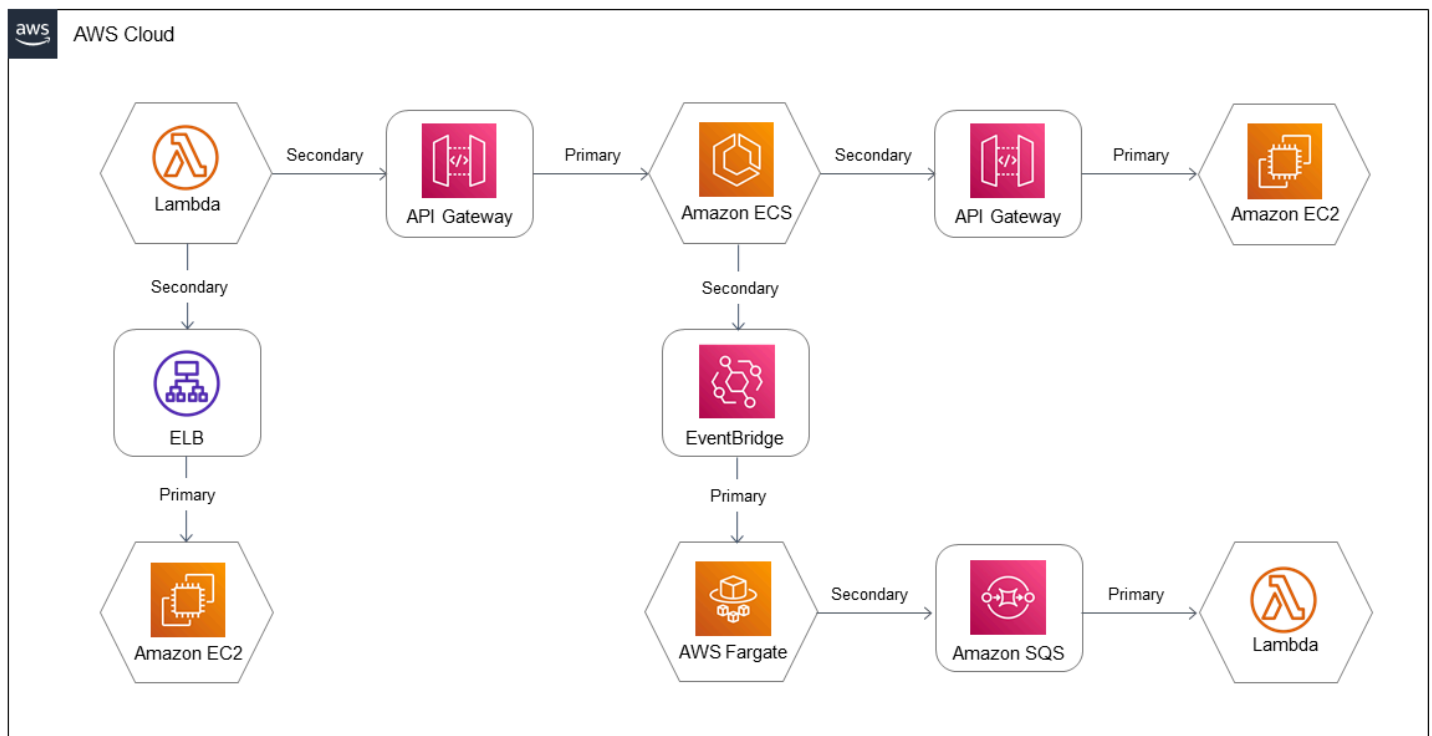 aws
AWS Cloud
Secondary
Primary
Secondary
Primary
Lambda
API Gateway
Amazon ECS
API Gateway
Amazon EC2
Secondary
Secondary
ELB
EventBridge
Primary
Primary
Secondary
Primary
Amazon EC2
AWS Fargate
Amazon SQS
Lambda